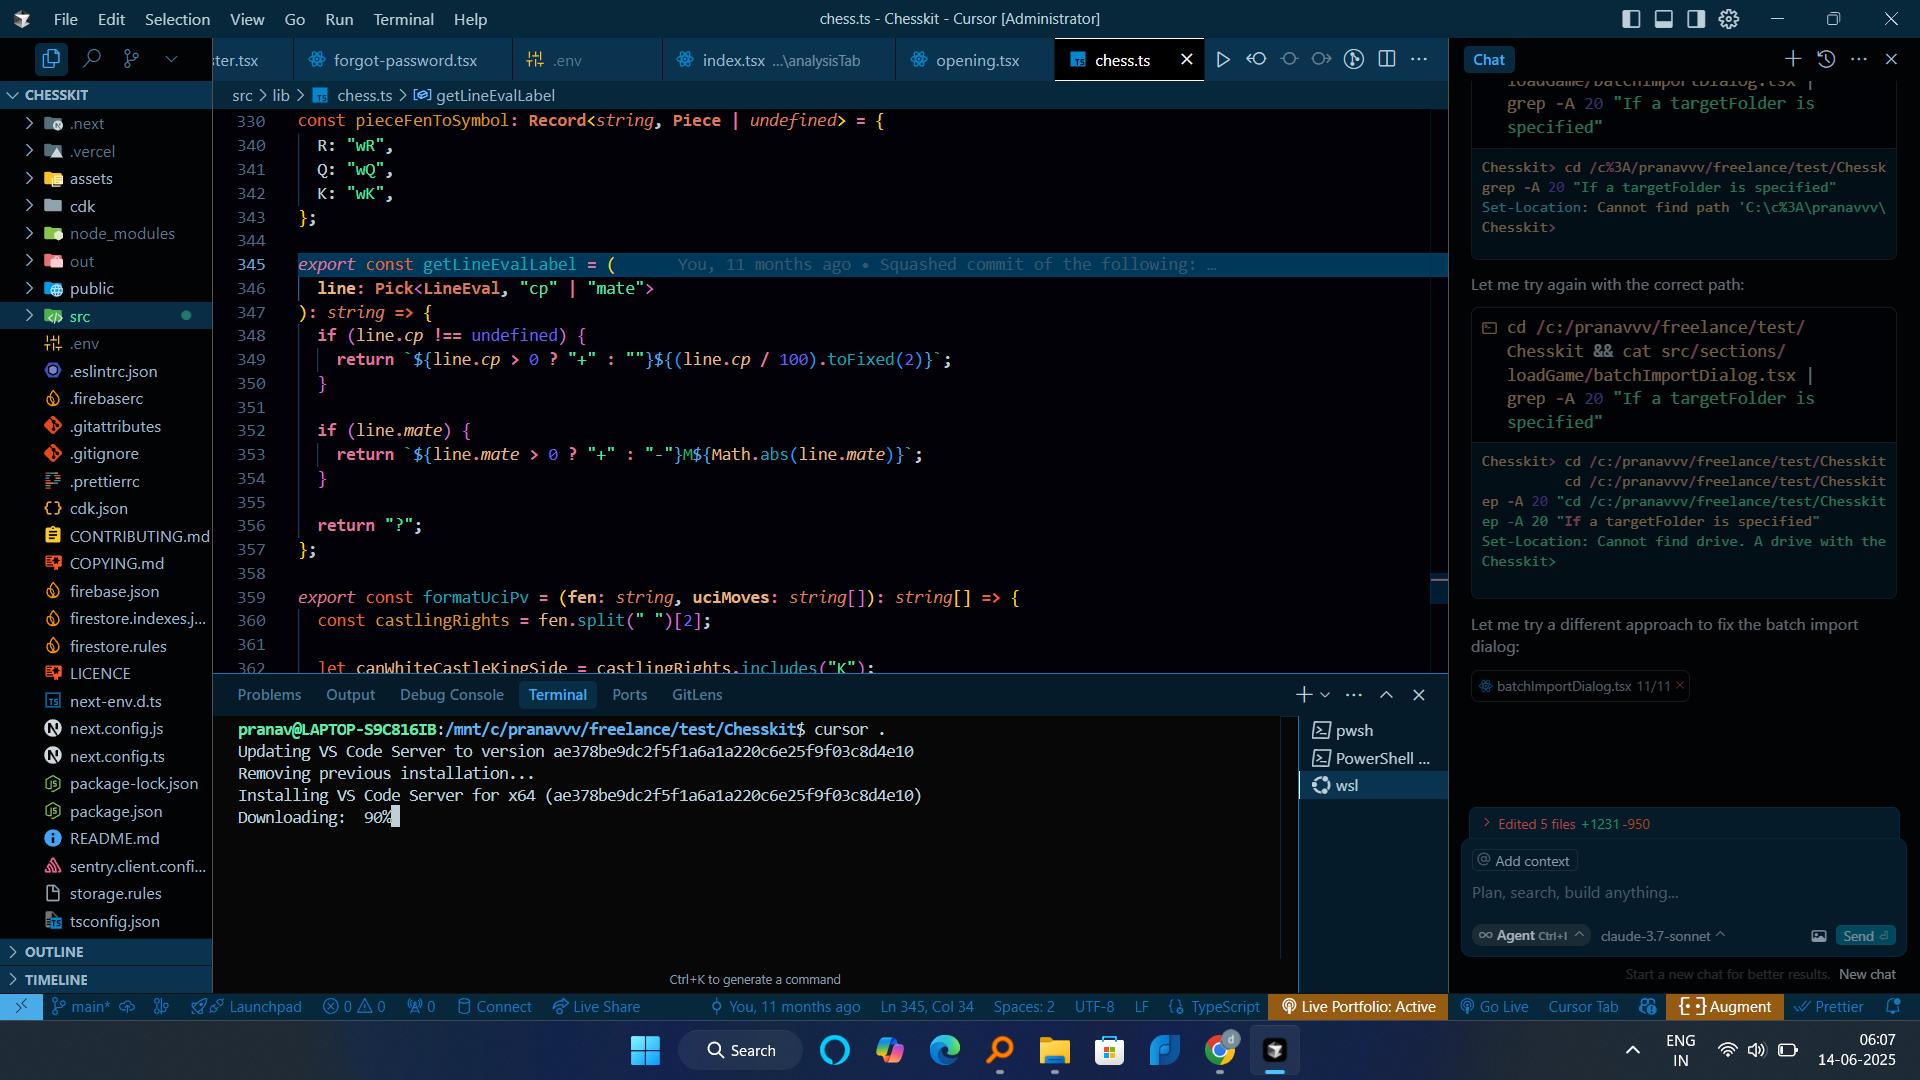 File Edit Selection View Go Run Terminal Help
chess.ts - Chesskit - Cursor [Administrator]
CHESSKIT
.next
.vercel
assets
cdk
node_modules
out
public
src
.env
.eslintrc.json
.firebaserc
.gitattributes
.gitignore
.prettierrc
cdk.json
CONTRIBUTING.md
COPYING.md
firebase.json
firestore.indexes.j...
firestore.rules
LICENCE
next-env.d.ts
next.config.js
next.config.ts
package-lock.json
package.json
README.md
sentry.client.confi...
storage.rules
tsconfig.json
OUTLINE
TIMELINE
ster.tsx forgot-password.tsx .env index.tsx ...\analysisTab opening.tsx chess.ts
src > lib > chess.ts > getLineEvalLabel
330 const pieceFenToSymbol: Record<string, Piece | undefined> = {
340 R: "wR",
341 Q: "wQ",
342 K: "wK",
343 };
344
345 export const getLineEvalLabel = ( You, 11 months ago • Squashed commit of the following: …
346 line: Pick<LineEval, "cp" | "mate">
347 ): string => {
348 if (line.cp !== undefined) {
349 return `${line.cp > 0 ? "+" : ""}${(line.cp / 100).toFixed(2)}`;
350 }
351
352 if (line.mate) {
353 return `${line.mate > 0 ? "+" : "-"}M${Math.abs(line.mate)}`;
354 }
355
356 return "?";
357 };
358
359 export const formatUciPv = (fen: string, uciMoves: string[]): string[] => {
360 const castlingRights = fen.split(" ")[2];
361
362 let canWhiteCastleKingSide = castlingRights.includes("K");
Problems Output Debug Console Terminal Ports GitLens
pranav@LAPTOP-S9C816IB:/mnt/c/pranavvv/freelance/test/Chesskit$ cursor .
Updating VS Code Server to version ae378be9dc2f5f1a6a1a220c6e25f9f03c8d4e10
Removing previous installation...
Installing VS Code Server for x64 (ae378be9dc2f5f1a6a1a220c6e25f9f03c8d4e10)
Downloading: 90%
Ctrl+K to generate a command
pwsh
PowerShell ...
wsl
Chat
loadGame/batchImportDialog.tsx |
grep -A 20 "If a targetFolder is
specified"
Chesskit> cd /c%3A/pranavvv/freelance/test/Chessk
grep -A 20 "If a targetFolder is specified"
Set-Location: Cannot find path 'C:\c%3A\pranavvv\
Chesskit>
Let me try again with the correct path:
cd /c:/pranavvv/freelance/test/
Chesskit && cat src/sections/
loadGame/batchImportDialog.tsx |
grep -A 20 "If a targetFolder is
specified"
Chesskit> cd /c:/pranavvv/freelance/test/Chesskit
cd /c:/pranavvv/freelance/test/Chesskit
ep -A 20 "cd /c:/pranavvv/freelance/test/Chesskit
ep -A 20 "If a targetFolder is specified"
Set-Location: Cannot find drive. A drive with the
Chesskit>
Let me try a different approach to fix the batch import
dialog:
batchImportDialog.tsx 11/11
Edited 5 files +1231 -950
@ Add context
Plan, search, build anything...
Agent Ctrl+I claude-3.7-sonnet Send
Start a new chat for better results. New chat
main* Launchpad 0 0 0 Connect Live Share You, 11 months ago Ln 345, Col 34 Spaces: 2 UTF-8 LF TypeScript Live Portfolio: Active Go Live Cursor Tab Augment Prettier
Search
d
ENG
IN
06:07
14-06-2025